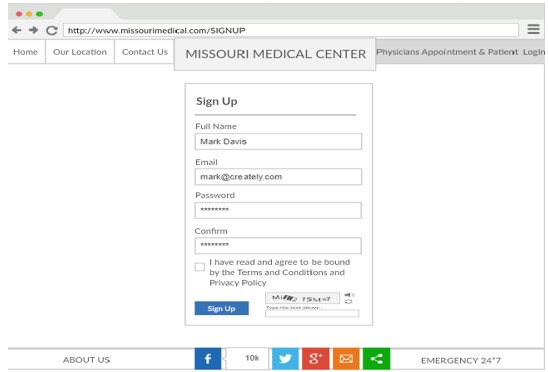 http://www.missourimedical.com/SIGNUP
Home Our Location Contact Us MISSOURI MEDICAL CENTER Physicians Appointment & Patient LogIn
Sign Up
Full Name
Mark Davis
Email
mark@creately.com
Password
********
Confirm
********
I have read and agree to be bound
by the Terms and Conditions and
Privacy Policy
Sign Up
Type the text above
ABOUT US f 10k g+ EMERGENCY 24*7